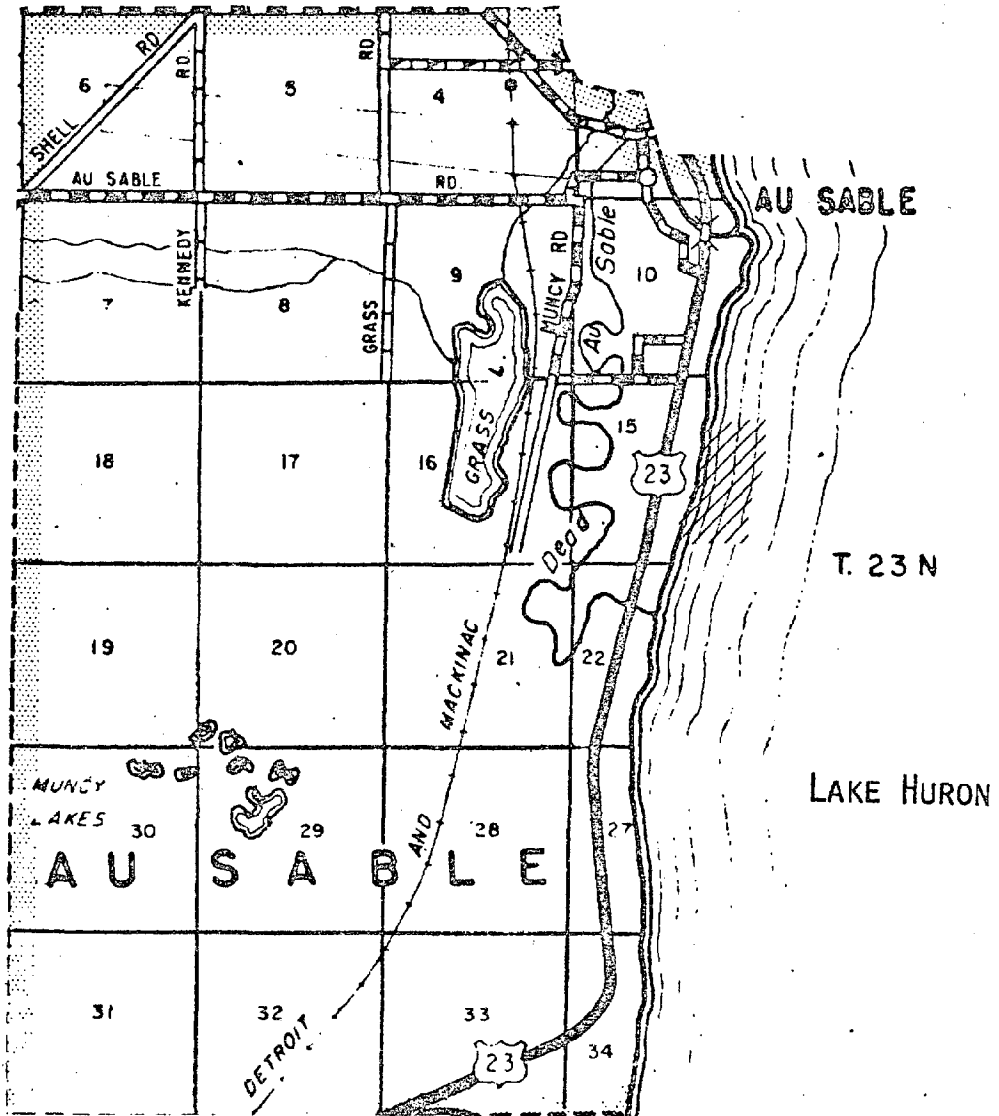 6
SHELL RD
RD
5
RD
4
AU SABLE RD.
AU SABLE
KENNEDY
7
8
GRASS
9
MUNCY RD
10
Dead Au Sable
GRASS L.
18
17
16
15
23
T. 23 N
19
20
21
22
LAKE HURON
MUNCY
LAKES
30
29
28
27
AU SABLE
31
32
33
34
23
DETROIT AND MACKINAC